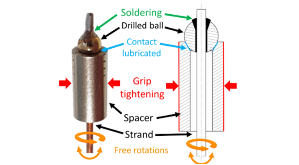 Soldering
Drilled ball
Contact
lubricated
Grip
tightening
Spacer
Strand
Free rotations